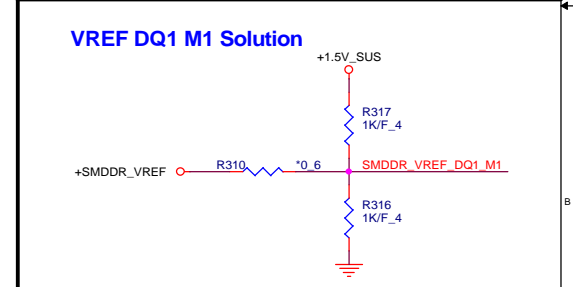 VREF DQ1 M1 Solution
+1.5V_SUS
R317
1K/F_4
+SMDDR_VREF
R310
*0_6
SMDDR_VREF_DQ1_M1
R316
1K/F_4
B